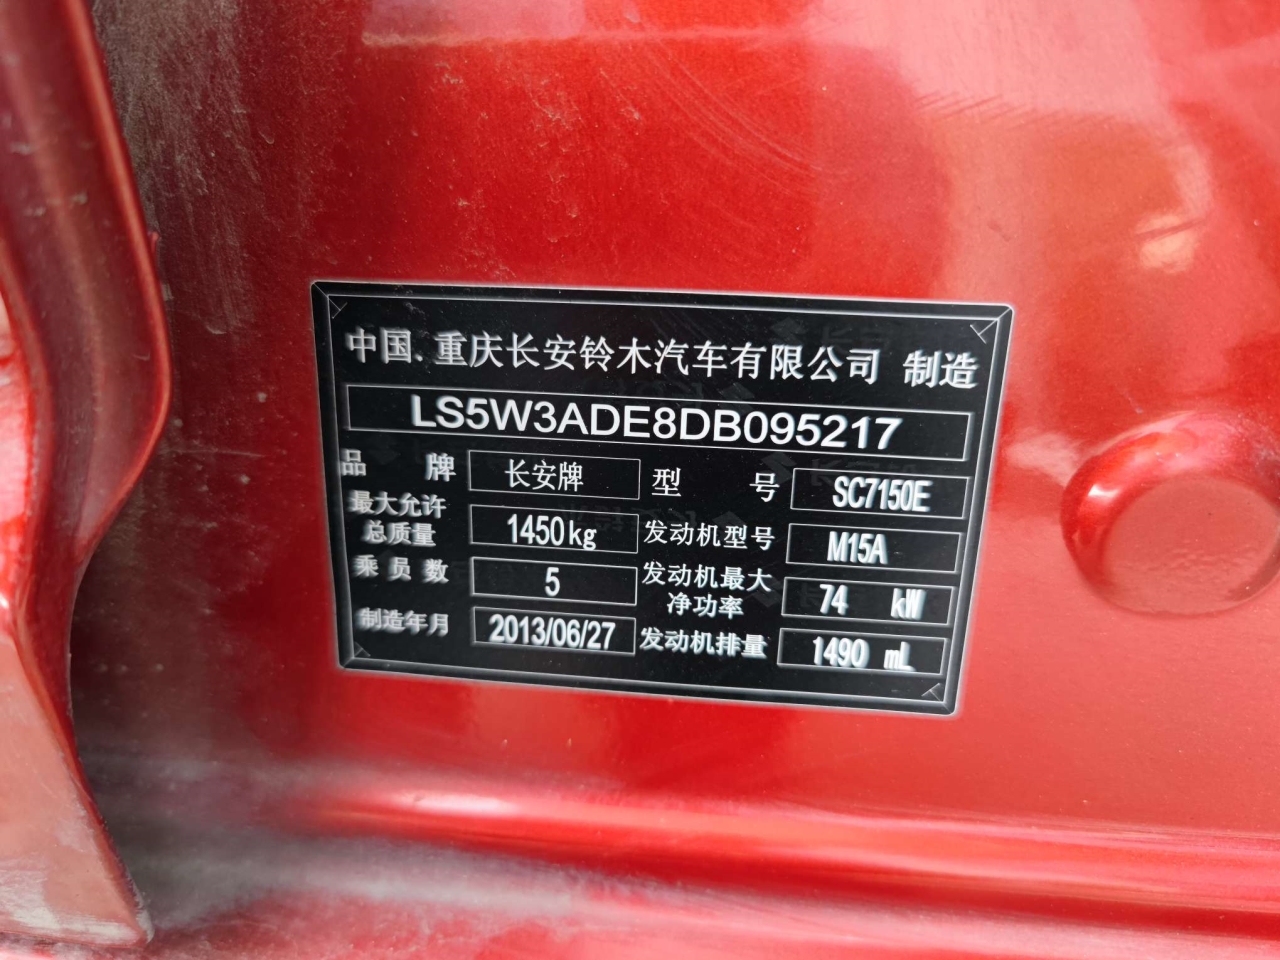 中国.重庆长安铃木汽车有限公司 制造
LS5W3ADE8DB095217
品 牌 长安牌 型 号 SC7150E
最大允许总质量 1450kg 发动机型号 M15A
乘员数 5 发动机最大净功率 74 kW
制造年月 2013/06/27 发动机排量 1490 mL